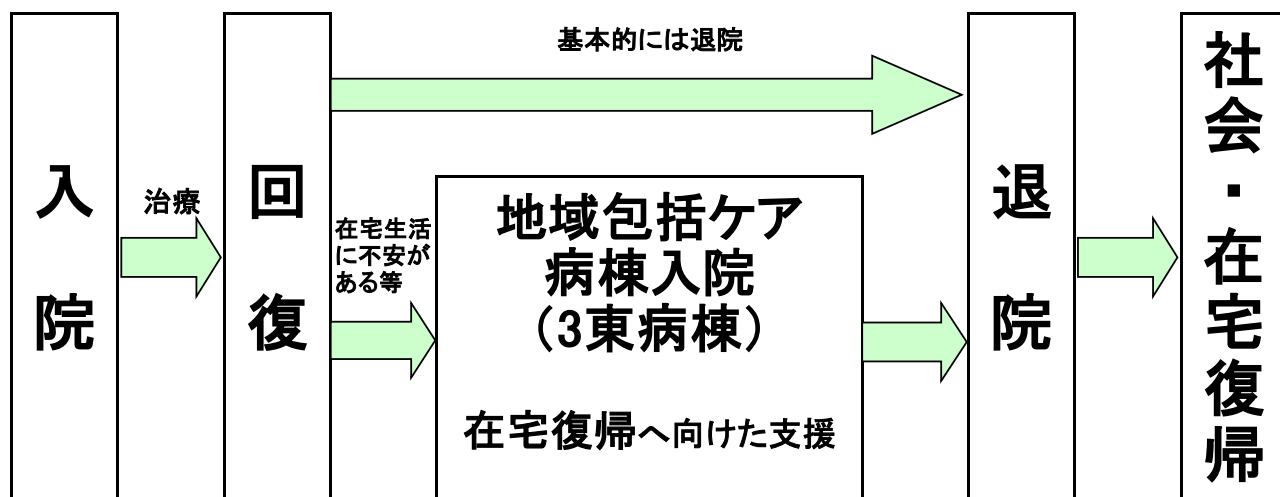 入院
治療
回復
基本的には退院
在宅生活
に不安が
ある等
地域包括ケア
病棟入院
（3東病棟）
在宅復帰へ向けた支援
退院
社会・在宅復帰